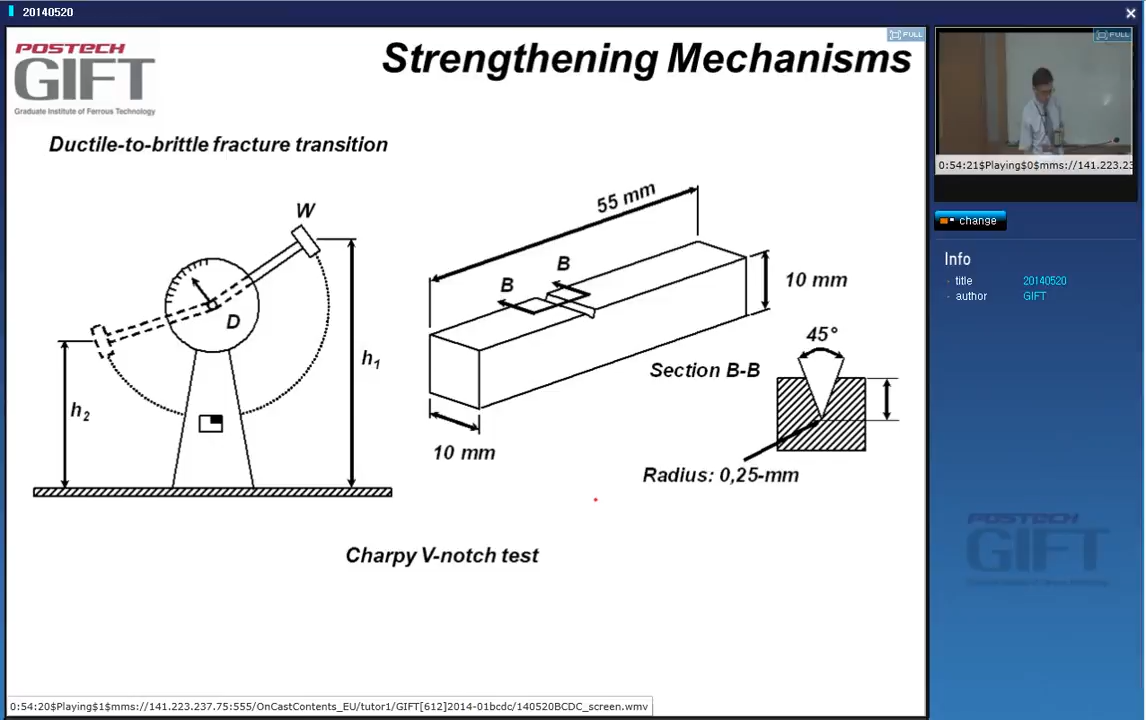 20140520
POSTECH
GIFT
Graduate Institute of Ferrous Technology
FULL
Strengthening Mechanisms
Ductile-to-brittle fracture transition
W
D
h1
h2
55 mm
B
B
10 mm
10 mm
Section B-B
45°
Radius: 0,25-mm
Charpy V-notch test
0:54:20$Playing$1$mms://141.223.237.75:555/OnCastContents_EU/tutor1/GIFT[612]2014-01bcdc/140520BCDC_screen.wmv
FULL
0:54:21$Playing$0$mms://141.223.23
change
Info
title 20140520
author GIFT
POSTECH
GIFT